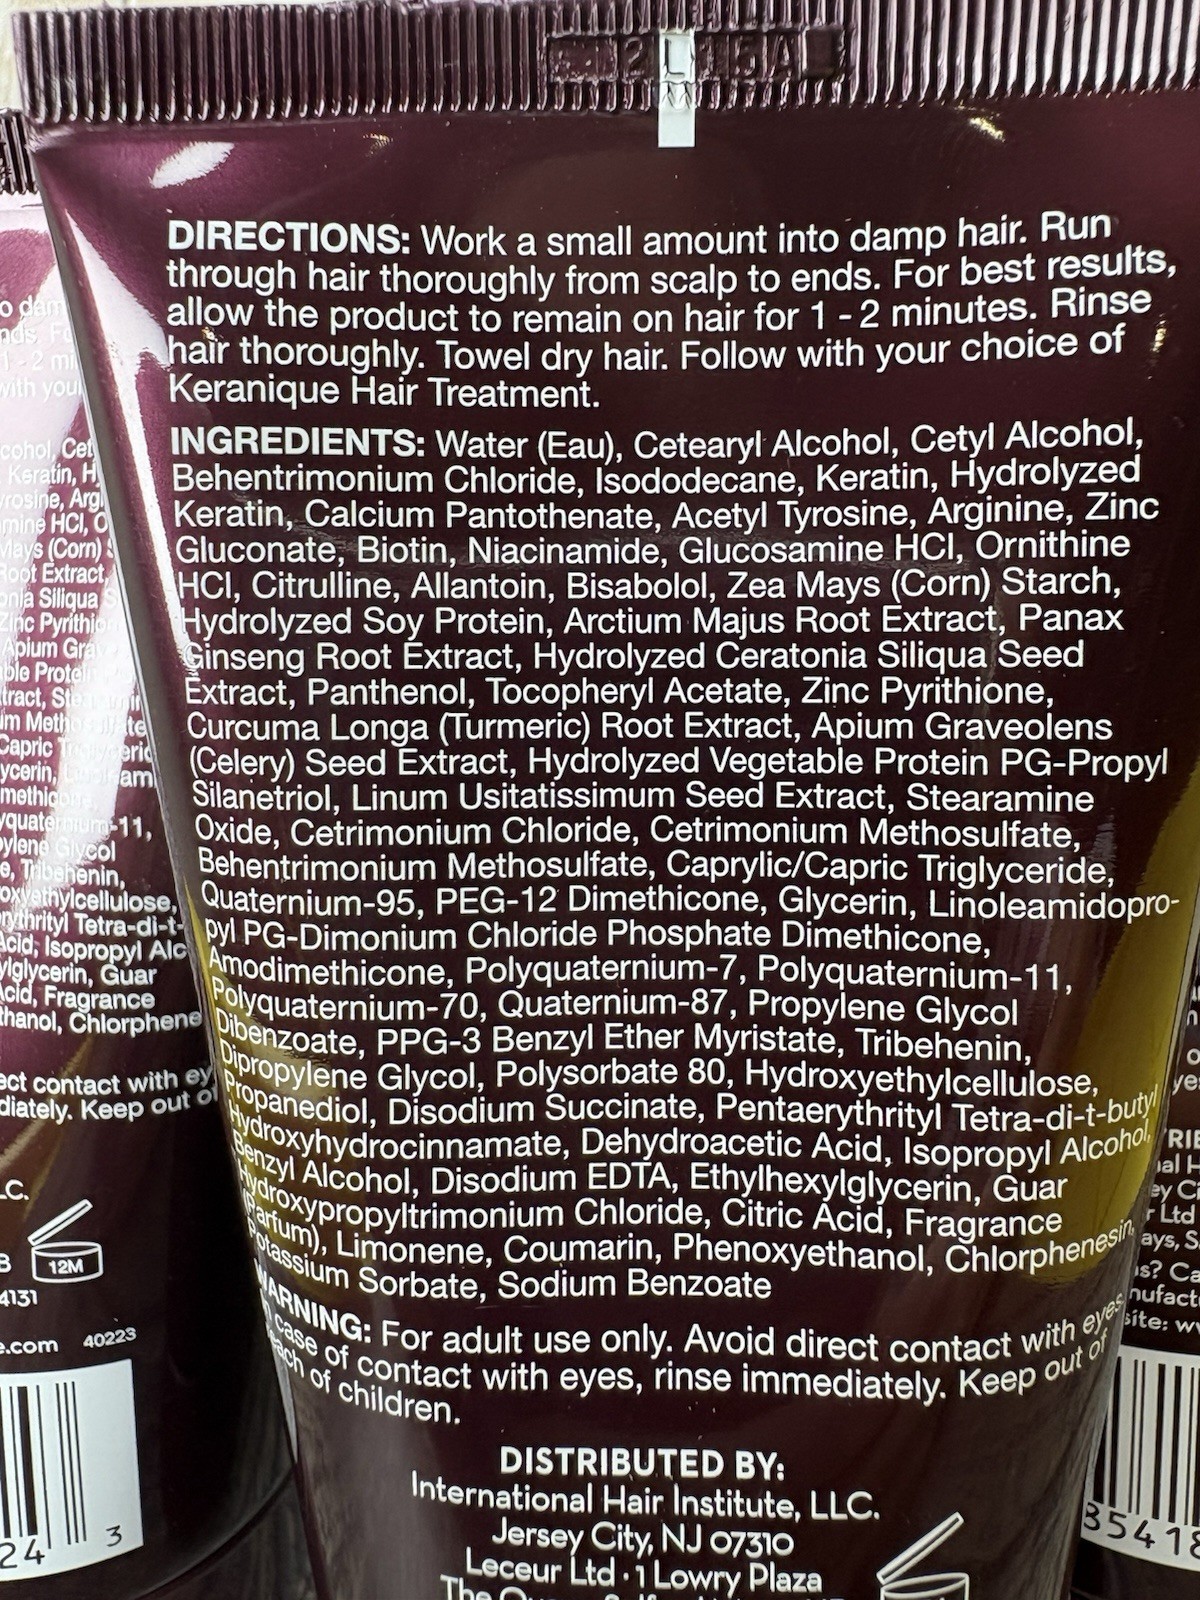 2L15A
DIRECTIONS: Work a small amount into damp hair. Run
through hair thoroughly from scalp to ends. For best results,
allow the product to remain on hair for 1 - 2 minutes. Rinse
hair thoroughly. Towel dry hair. Follow with your choice of
Keranique Hair Treatment.
INGREDIENTS: Water (Eau), Cetearyl Alcohol, Cetyl Alcohol,
Behentrimonium Chloride, Isododecane, Keratin, Hydrolyzed
Keratin, Calcium Pantothenate, Acetyl Tyrosine, Arginine, Zinc
Gluconate, Biotin, Niacinamide, Glucosamine HCl, Ornithine
HCl, Citrulline, Allantoin, Bisabolol, Zea Mays (Corn) Starch,
Hydrolyzed Soy Protein, Arctium Majus Root Extract, Panax
Ginseng Root Extract, Hydrolyzed Ceratonia Siliqua Seed
Extract, Panthenol, Tocopheryl Acetate, Zinc Pyrithione,
Curcuma Longa (Turmeric) Root Extract, Apium Graveolens
(Celery) Seed Extract, Hydrolyzed Vegetable Protein PG-Propyl
Silanetriol, Linum Usitatissimum Seed Extract, Stearamine
Oxide, Cetrimonium Chloride, Cetrimonium Methosulfate,
Behentrimonium Methosulfate, Caprylic/Capric Triglyceride,
Quaternium-95, PEG-12 Dimethicone, Glycerin, Linoleamidopro-
pyl PG-Dimonium Chloride Phosphate Dimethicone,
Amodimethicone, Polyquaternium-7, Polyquaternium-11,
Polyquaternium-70, Quaternium-87, Propylene Glycol
Dibenzoate, PPG-3 Benzyl Ether Myristate, Tribehenin,
Dipropylene Glycol, Polysorbate 80, Hydroxyethylcellulose,
Propanediol, Disodium Succinate, Pentaerythrityl Tetra-di-t-butyl
Hydroxyhydrocinnamate, Dehydroacetic Acid, Isopropyl Alcohol,
Benzyl Alcohol, Disodium EDTA, Ethylhexylglycerin, Guar
Hydroxypropyltrimonium Chloride, Citric Acid, Fragrance
(Parfum), Limonene, Coumarin, Phenoxyethanol, Chlorphenesin,
Potassium Sorbate, Sodium Benzoate
WARNING: For adult use only. Avoid direct contact with eyes.
case of contact with eyes, rinse immediately. Keep out of
reach of children.
DISTRIBUTED BY:
International Hair Institute, LLC.
Jersey City, NJ 07310
Leceur Ltd · 1 Lowry Plaza
12M
4131
40223
24 3